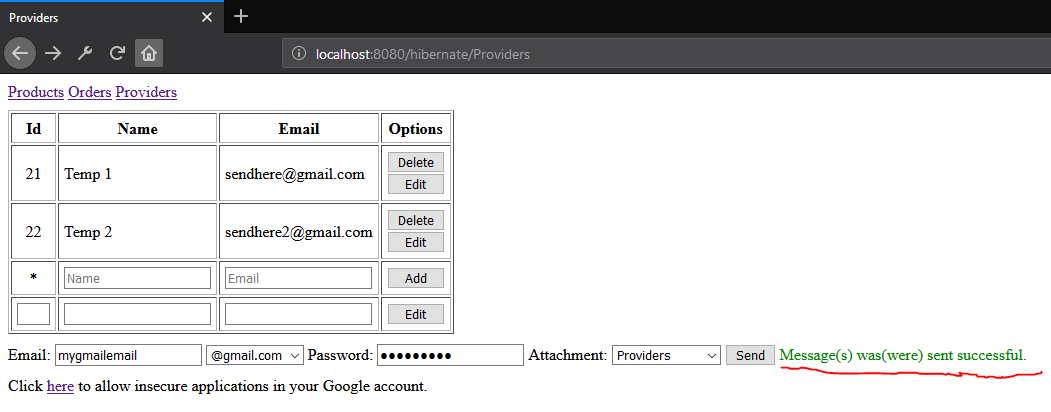 Providers
localhost:8080/hibernate/Providers
Products Orders Providers
Id Name Email Options
21 Temp 1 sendhere@gmail.com Delete
Edit
22 Temp 2 sendhere2@gmail.com Delete
Edit
* Name Email Add
Edit
Email: mygmailemail @gmail.com Password: ●●●●●●●●● Attachment: Providers Send Message(s) was(were) sent successful.
Click here to allow insecure applications in your Google account.